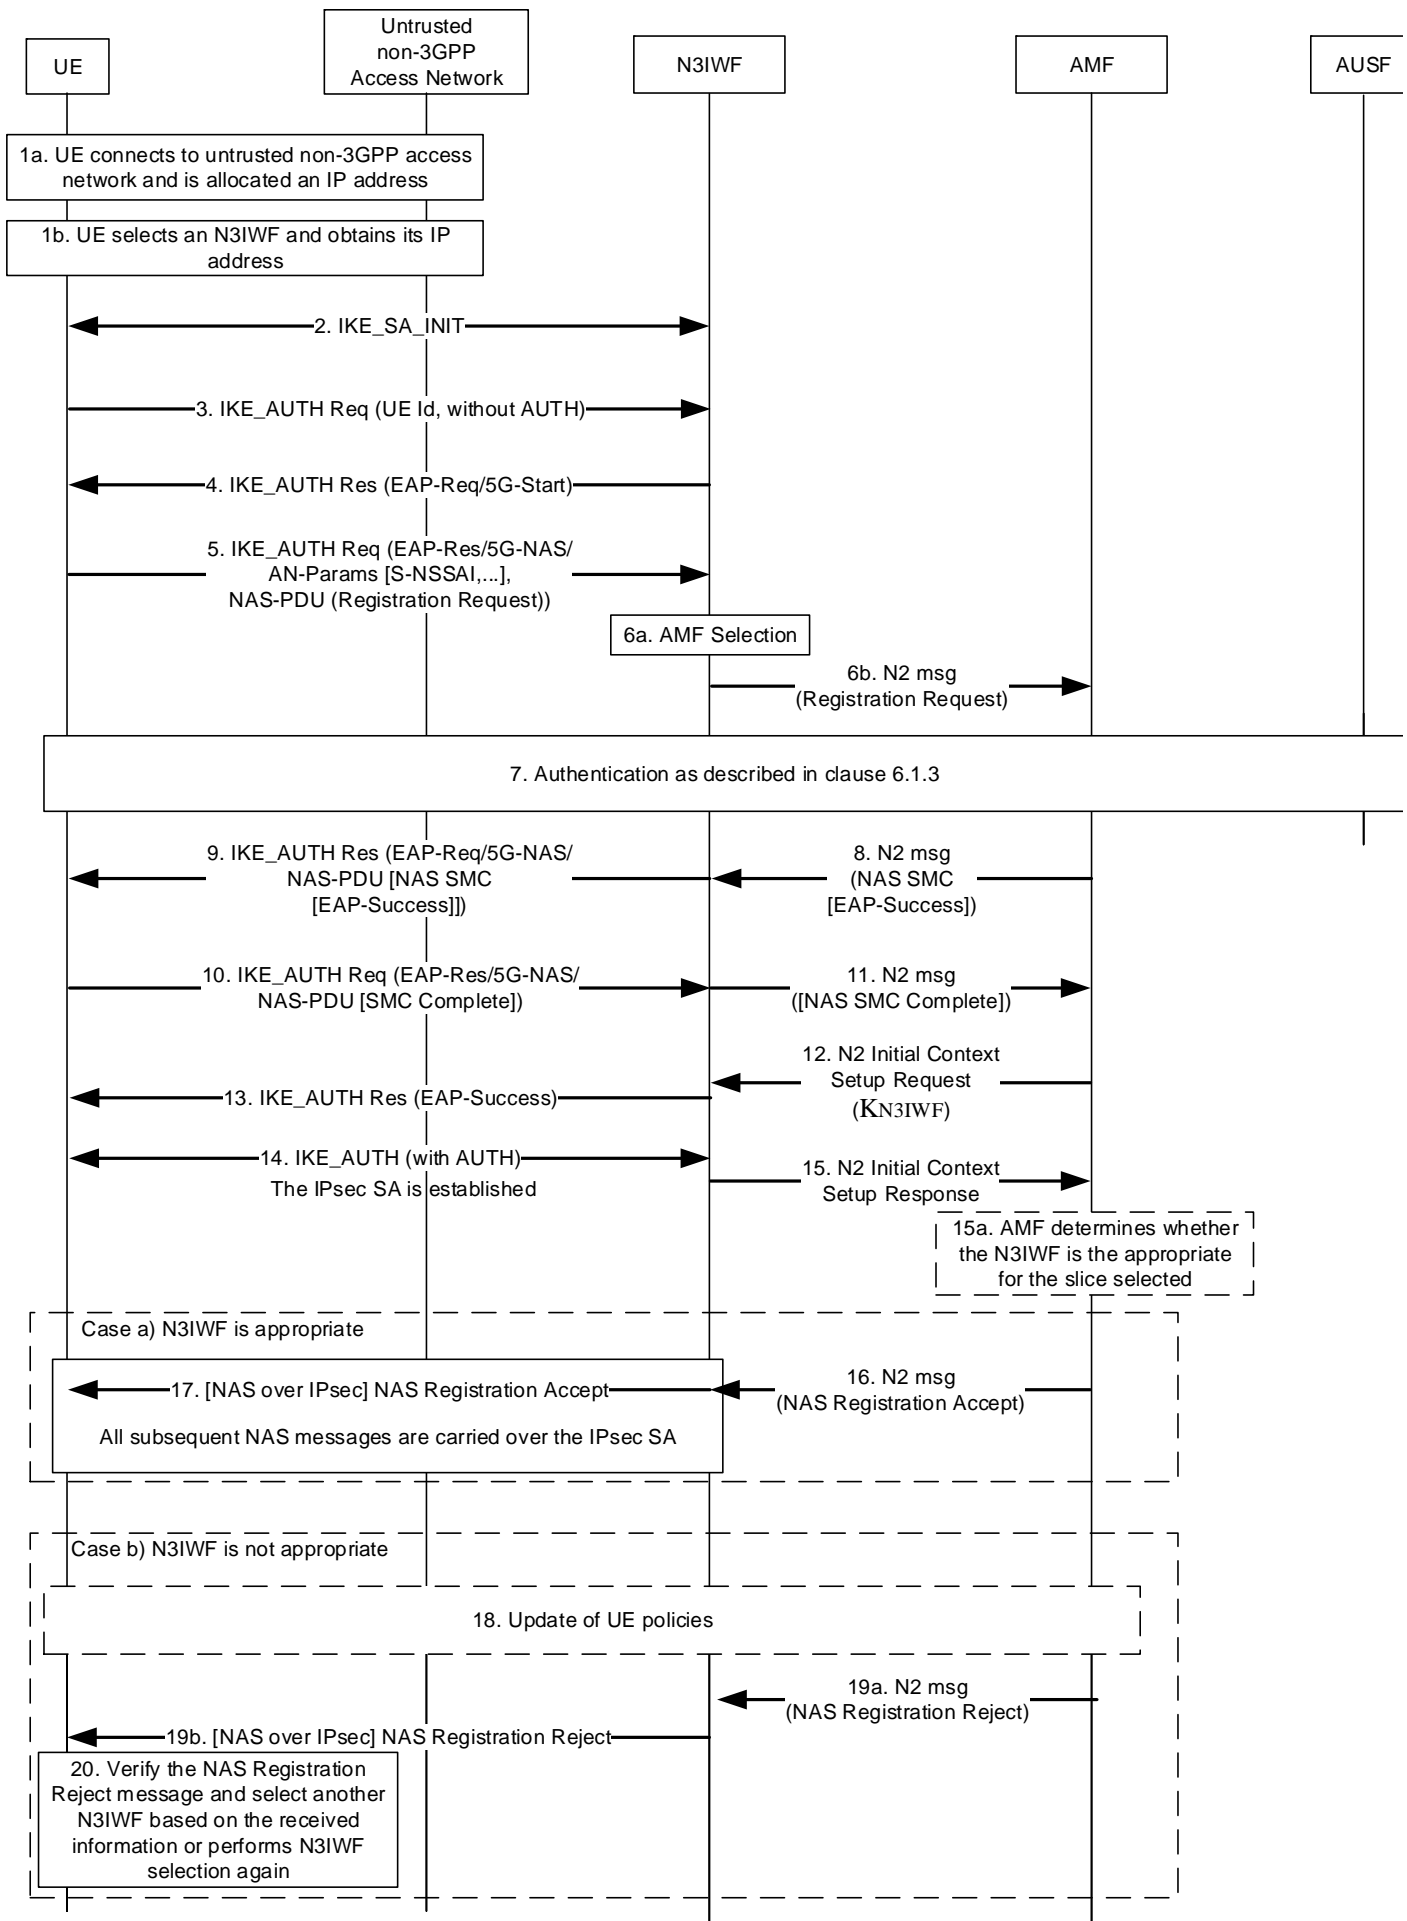 UE
Untrusted
non-3GPP
Access Network
N3IWF
AMF
AUSF
1a. UE connects to untrusted non-3GPP access
network and is allocated an IP address
1b. UE selects an N3IWF and obtains its IP
address
2. IKE_SA_INIT
3. IKE_AUTH Req (UE Id, without AUTH)
4. IKE_AUTH Res (EAP-Req/5G-Start)
5. IKE_AUTH Req (EAP-Res/5G-NAS/
AN-Params [S-NSSAI,...],
NAS-PDU (Registration Request))
6a. AMF Selection
6b. N2 msg
(Registration Request)
7. Authentication as described in clause 6.1.3
9. IKE_AUTH Res (EAP-Req/5G-NAS/
NAS-PDU [NAS SMC
[EAP-Success]])
8. N2 msg
(NAS SMC
[EAP-Success])
10. IKE_AUTH Req (EAP-Res/5G-NAS/
NAS-PDU [SMC Complete])
11. N2 msg
([NAS SMC Complete])
12. N2 Initial Context
Setup Request
(KN3IWF)
13. IKE_AUTH Res (EAP-Success)
14. IKE_AUTH (with AUTH)
The IPsec SA is established
15. N2 Initial Context
Setup Response
15a. AMF determines whether
the N3IWF is the appropriate
for the slice selected
Case a) N3IWF is appropriate
17. [NAS over IPsec] NAS Registration Accept
16. N2 msg
(NAS Registration Accept)
All subsequent NAS messages are carried over the IPsec SA
Case b) N3IWF is not appropriate
18. Update of UE policies
19a. N2 msg
(NAS Registration Reject)
19b. [NAS over IPsec] NAS Registration Reject
20. Verify the NAS Registration
Reject message and select another
N3IWF based on the received
information or performs N3IWF
selection again